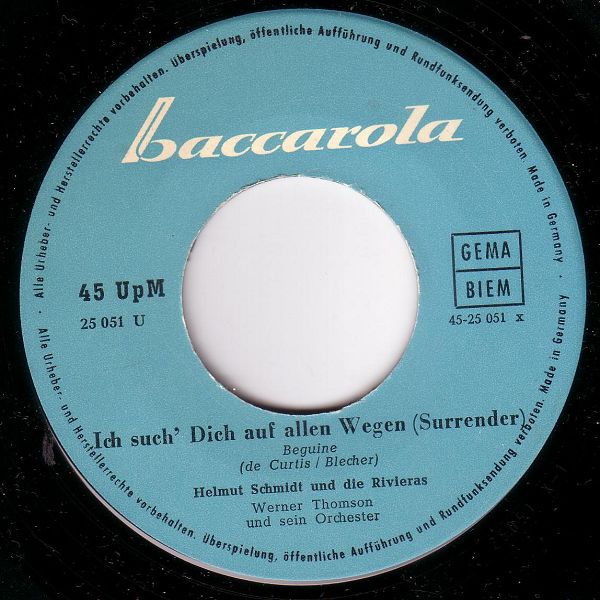 Alle Urheber- und Herstellerrechte vorbehalten. Überspielung, öffentliche Aufführung und Rundfunksendung verboten. Made in Germany
baccarola
45 UpM
25 051 U
GEMA
BIEM
45-25 051 x
Ich such' Dich auf allen Wegen (Surrender)
Beguine
(de Curtis / Blecher)
Helmut Schmidt und die Rivieras
Werner Thomson
und sein Orchester
Alle Urheber- und Herstellerrechte vorbehalten. Überspielung, öffentliche Aufführung und Rundfunksendung verboten. Made in Germany